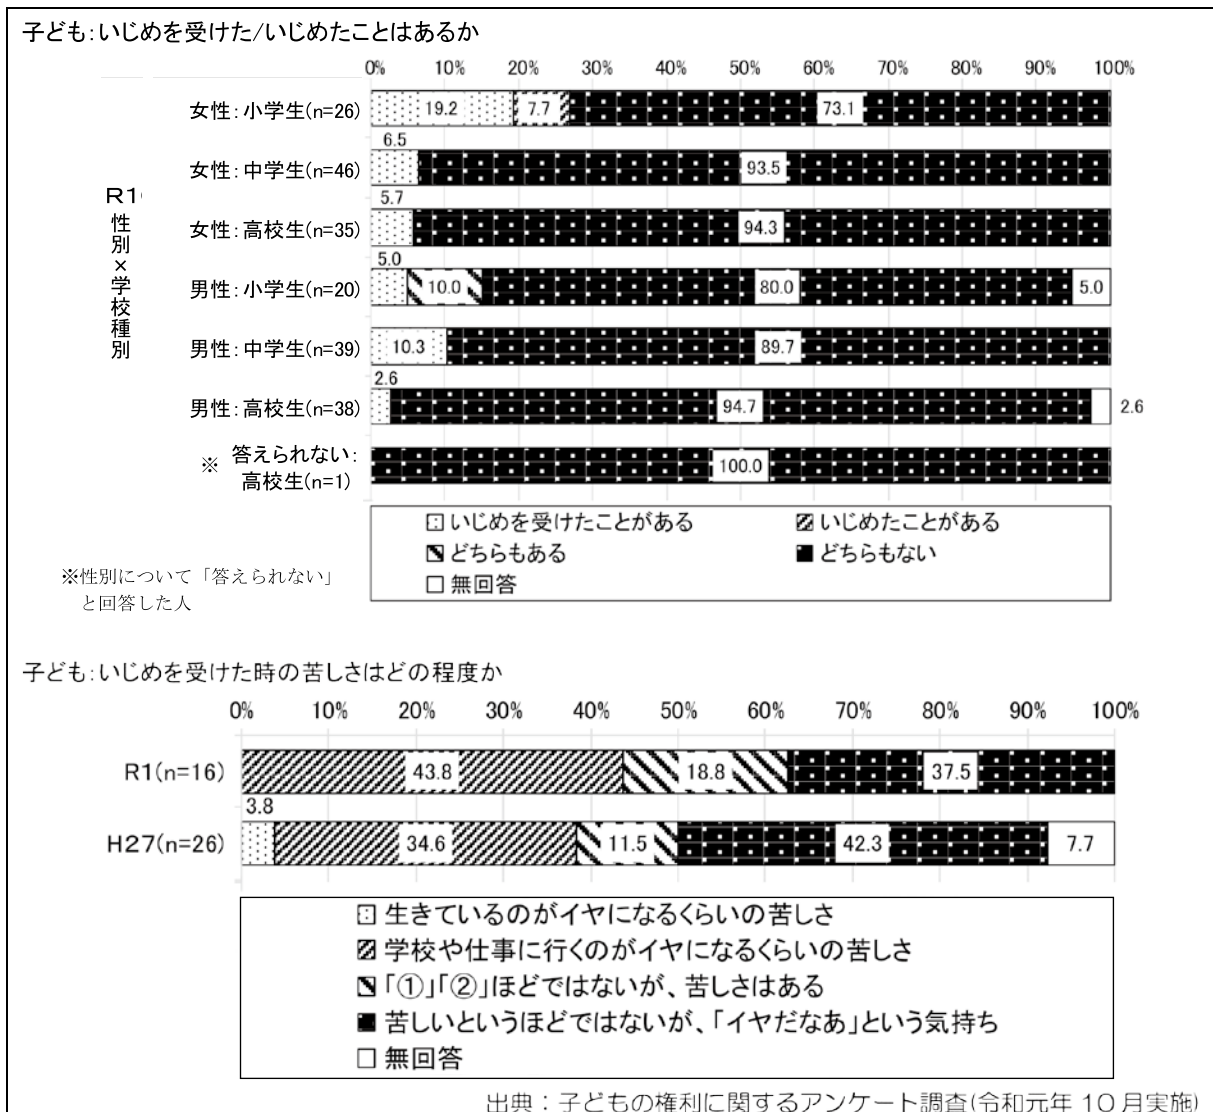 子ども：いじめを受けた/いじめたことはあるか
0% 10% 20% 30% 40% 50% 60% 70% 80% 90% 100%
R1
性別×学校種別
女性：小学生(n=26) 19.2 7.7 73.1
女性：中学生(n=46) 6.5 93.5
女性：高校生(n=35) 5.7 94.3
男性：小学生(n=20) 5.0 10.0 80.0 5.0
男性：中学生(n=39) 10.3 89.7
男性：高校生(n=38) 2.6 94.7 2.6
※ 答えられない：
高校生(n=1) 100.0
いじめを受けたことがある いじめたことがある
どちらもある どちらもない
無回答
※性別について「答えられない」
と回答した人
子ども：いじめを受けた時の苦しさはどの程度か
0% 10% 20% 30% 40% 50% 60% 70% 80% 90% 100%
R1(n=16) 43.8 18.8 37.5
H27(n=26) 3.8 34.6 11.5 42.3 7.7
生きているのがイヤになるくらいの苦しさ
学校や仕事に行くのがイヤになるくらいの苦しさ
「①」「②」ほどではないが、苦しさはある
苦しいというほどではないが、「イヤだなあ」という気持ち
無回答
出典：子どもの権利に関するアンケート調査(令和元年 10 月実施)